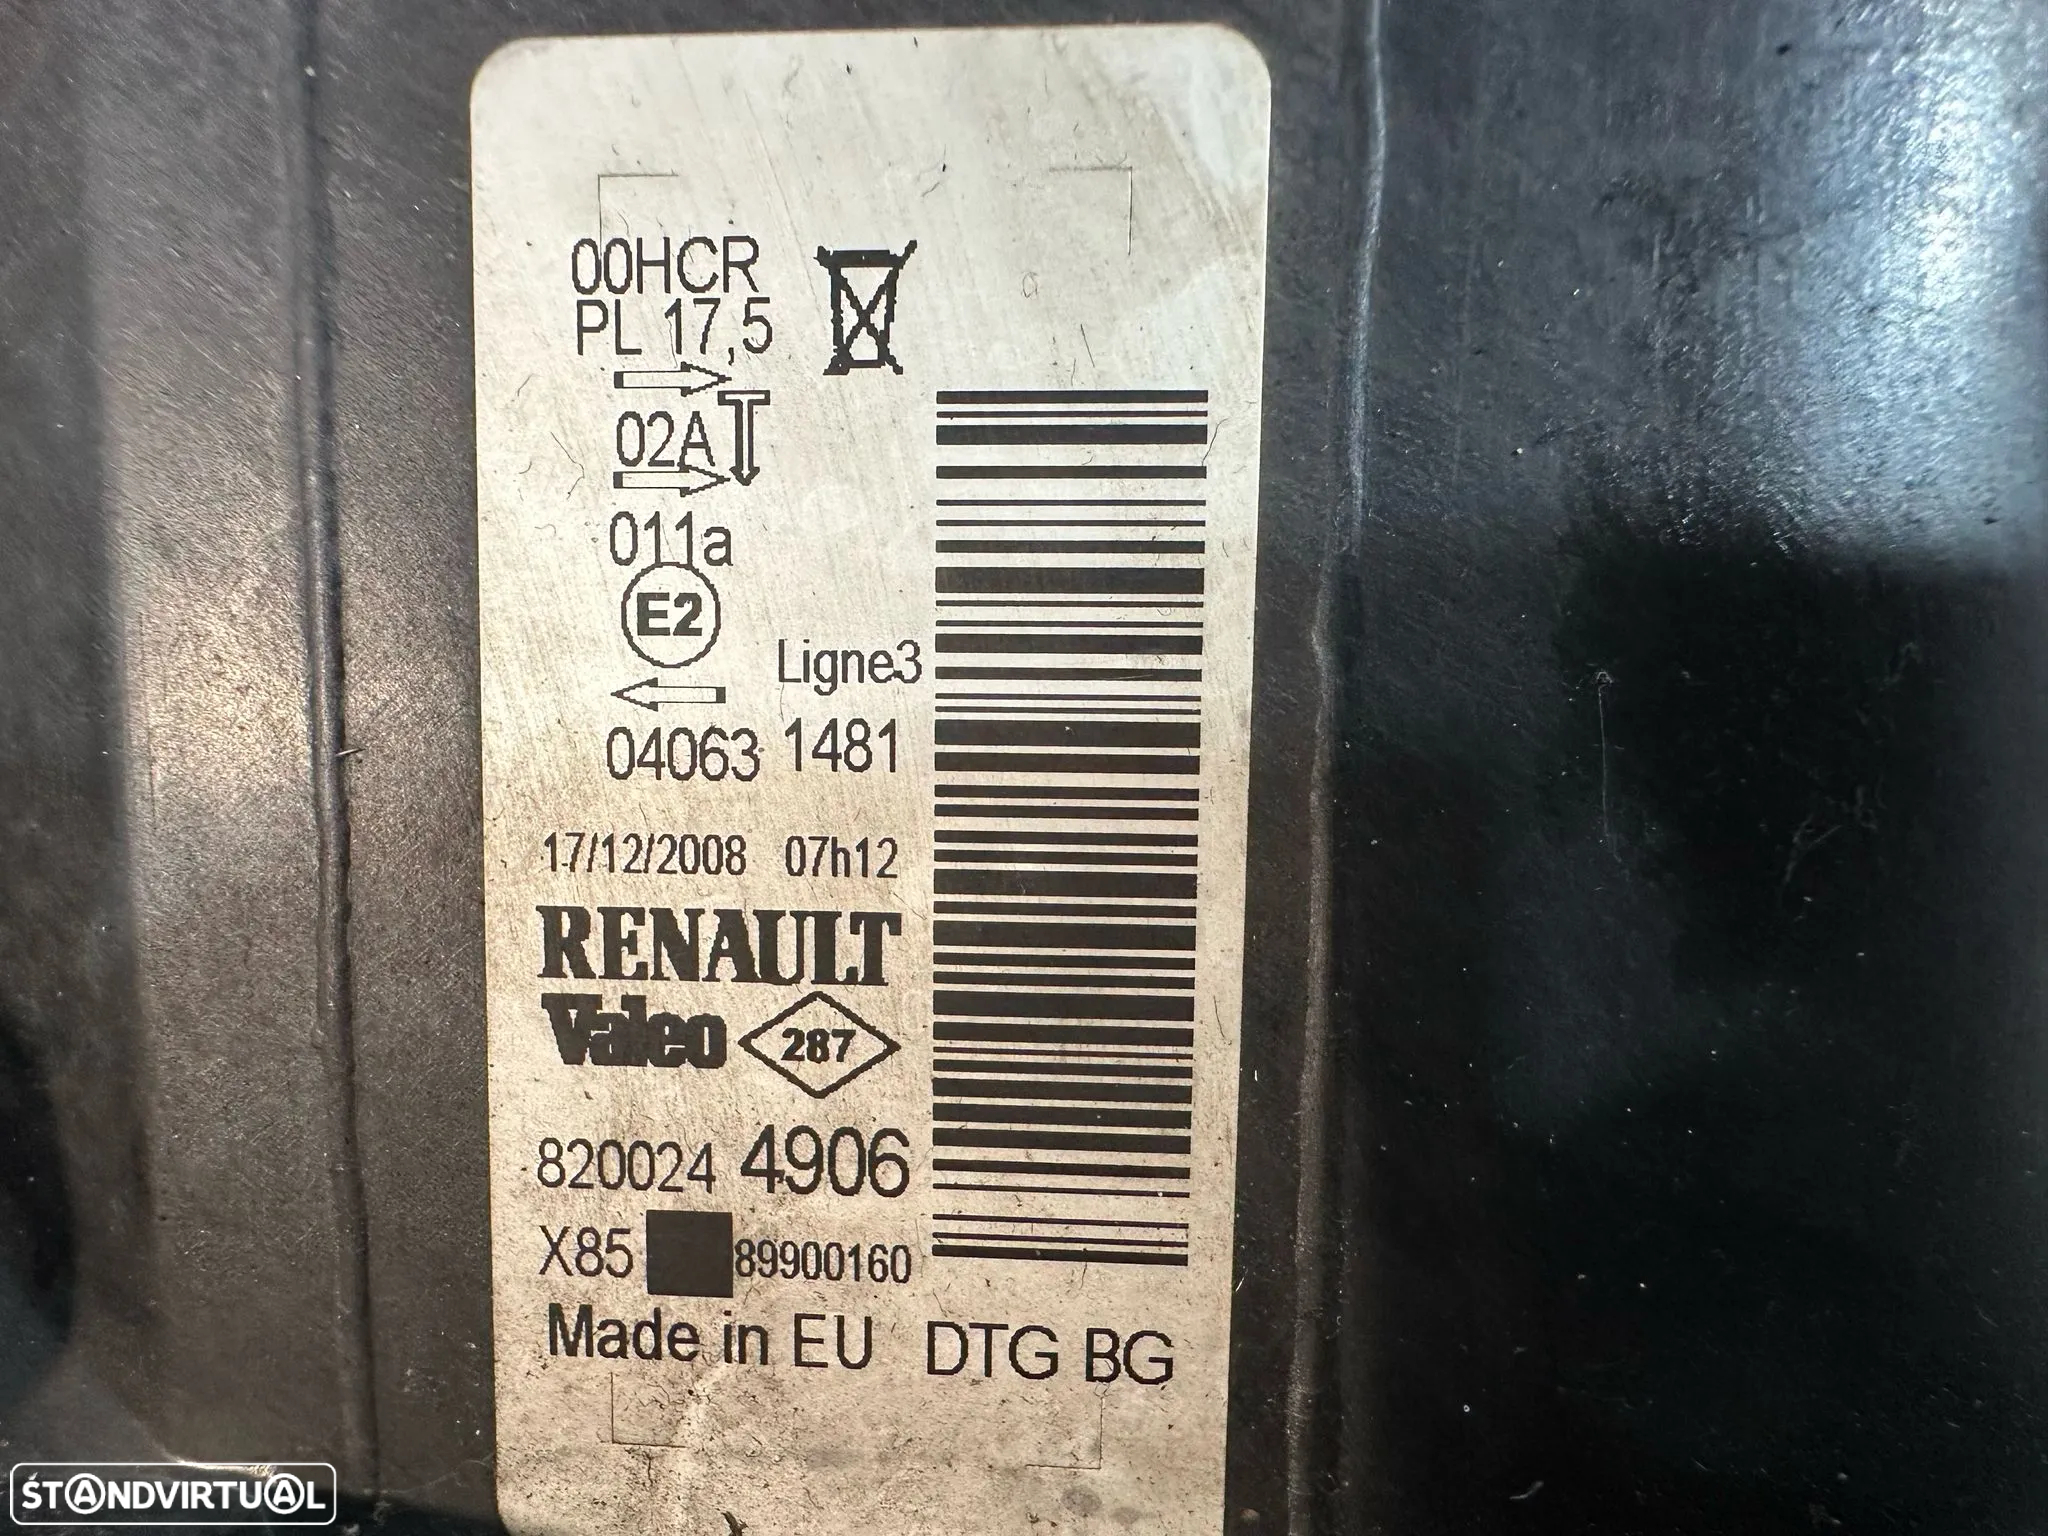 00HCR
PL 17,5
02A
011a
E2
Ligne3
04063 1481
17/12/2008 07h12
RENAULT
Valeo 287
820024 4906
X85 89900160
Made in EU DTG BG
STANDVIRTUAL